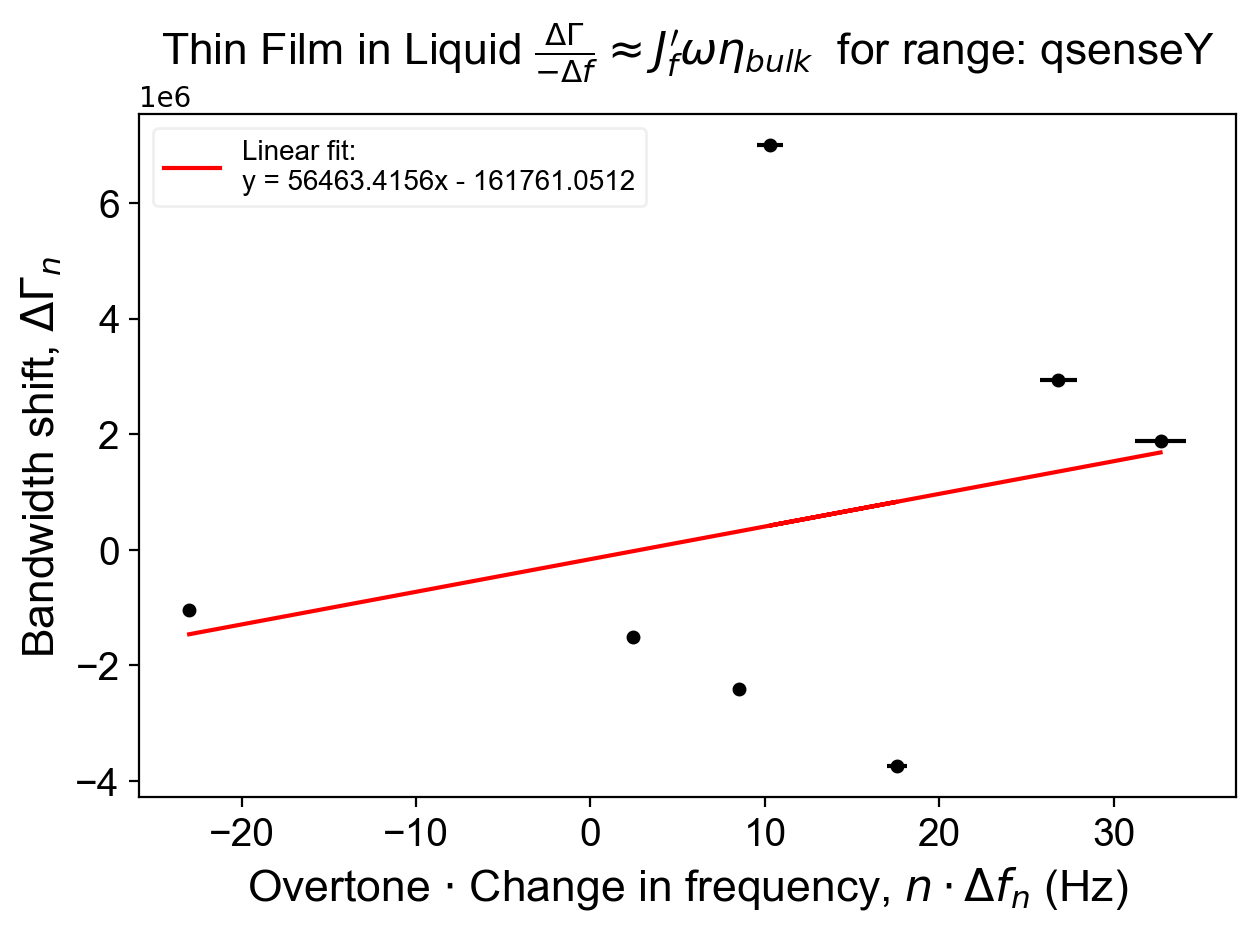 Thin Film in Liquid ΔΓ/−Δf ≈ J′fωη_bulk for range: qsenseY
1e6
Linear fit:
y = 56463.4156x - 161761.0512
6
4
2
0
−2
−4
Bandwidth shift, ΔΓn
−20 −10 0 10 20 30
Overtone · Change in frequency, n · Δfn (Hz)